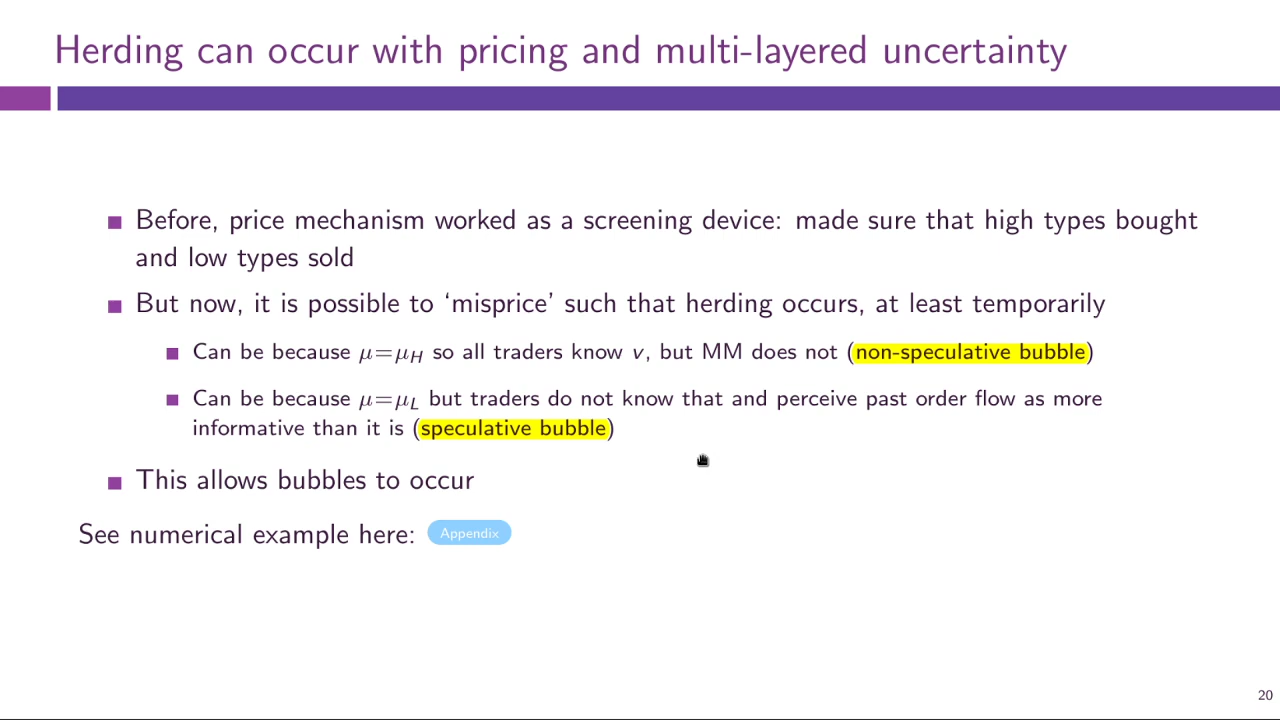 Herding can occur with pricing and multi-layered uncertainty
Before, price mechanism worked as a screening device: made sure that high types bought
and low types sold
But now, it is possible to ‘misprice’ such that herding occurs, at least temporarily
Can be because μ=μ_H so all traders know v, but MM does not (non-speculative bubble)
Can be because μ=μ_L but traders do not know that and perceive past order flow as more
informative than it is (speculative bubble)
This allows bubbles to occur
See numerical example here: Appendix
20